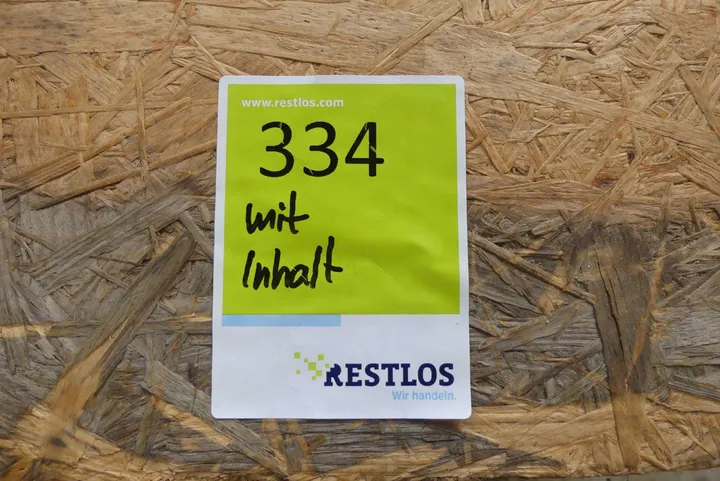 www.restlos.com
334
mit
Inhalt
RESTLOS
Wir handeln.